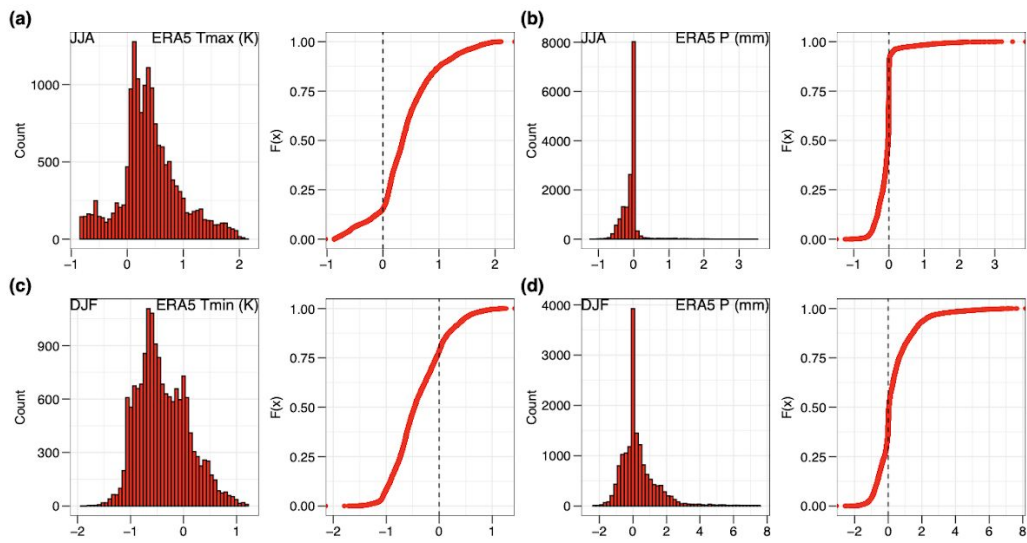 (a)
JJA ERA5 Tmax (K)
Count
1000
500
0
-1 0 1 2
F(x)
1.00
0.75
0.50
0.25
0.00
-1 0 1 2
(b)
JJA ERA5 P (mm)
Count
8000
6000
4000
2000
0
-1 0 1 2 3
F(x)
1.00
0.75
0.50
0.25
0.00
-1 0 1 2 3
(c)
DJF ERA5 Tmin (K)
Count
900
600
300
0
-2 -1 0 1
F(x)
1.00
0.75
0.50
0.25
0.00
-2 -1 0 1
(d)
DJF ERA5 P (mm)
Count
4000
3000
2000
1000
0
-2 0 2 4 6 8
F(x)
1.00
0.75
0.50
0.25
0.00
-2 0 2 4 6 8